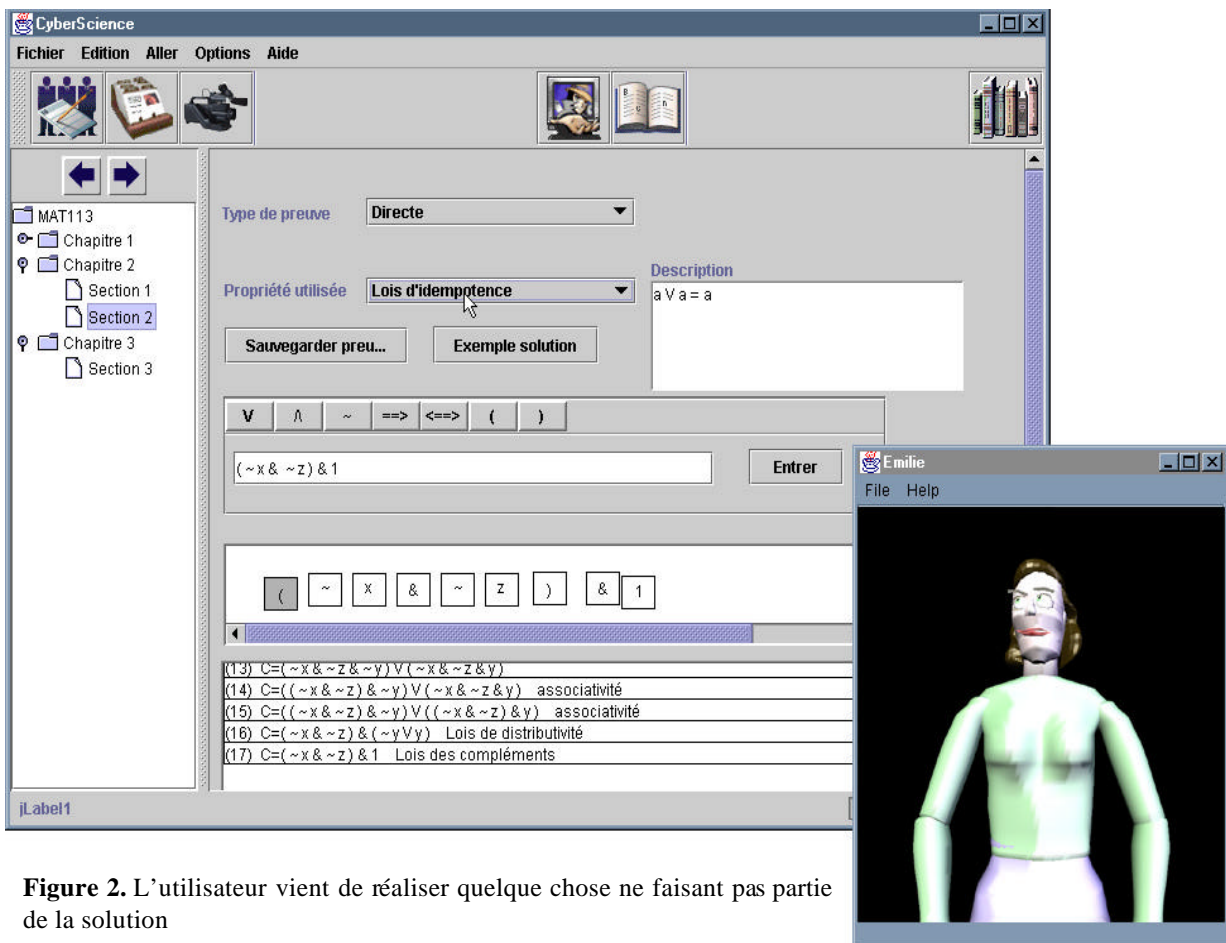 CyberScience
Fichier Edition Aller Options Aide
MAT113
Chapitre 1
Chapitre 2
Section 1
Section 2
Chapitre 3
Section 3
Type de preuve Directe
Propriété utilisée Lois d'idempotence
Description
a V a = a
Sauvegarder preu... Exemple solution
V /\ ~ ==> <==> ( )
( ~x & ~z ) & 1 Entrer
( ~ x & ~ z ) & 1
(13) C=( ~x & ~z & ~y ) V ( ~x & ~z & y )
(14) C=( ( ~x & ~z ) & ~y ) V ( ~x & ~z & y ) associativité
(15) C=( ( ~x & ~z ) & ~y ) V ( ( ~x & ~z ) & y ) associativité
(16) C=( ~x & ~z ) & ( ~y V y ) Lois de distributivité
(17) C=( ~x & ~z ) & 1 Lois des compléments
jLabel1
Emilie
File Help
Figure 2. L'utilisateur vient de réaliser quelque chose ne faisant pas partie
de la solution